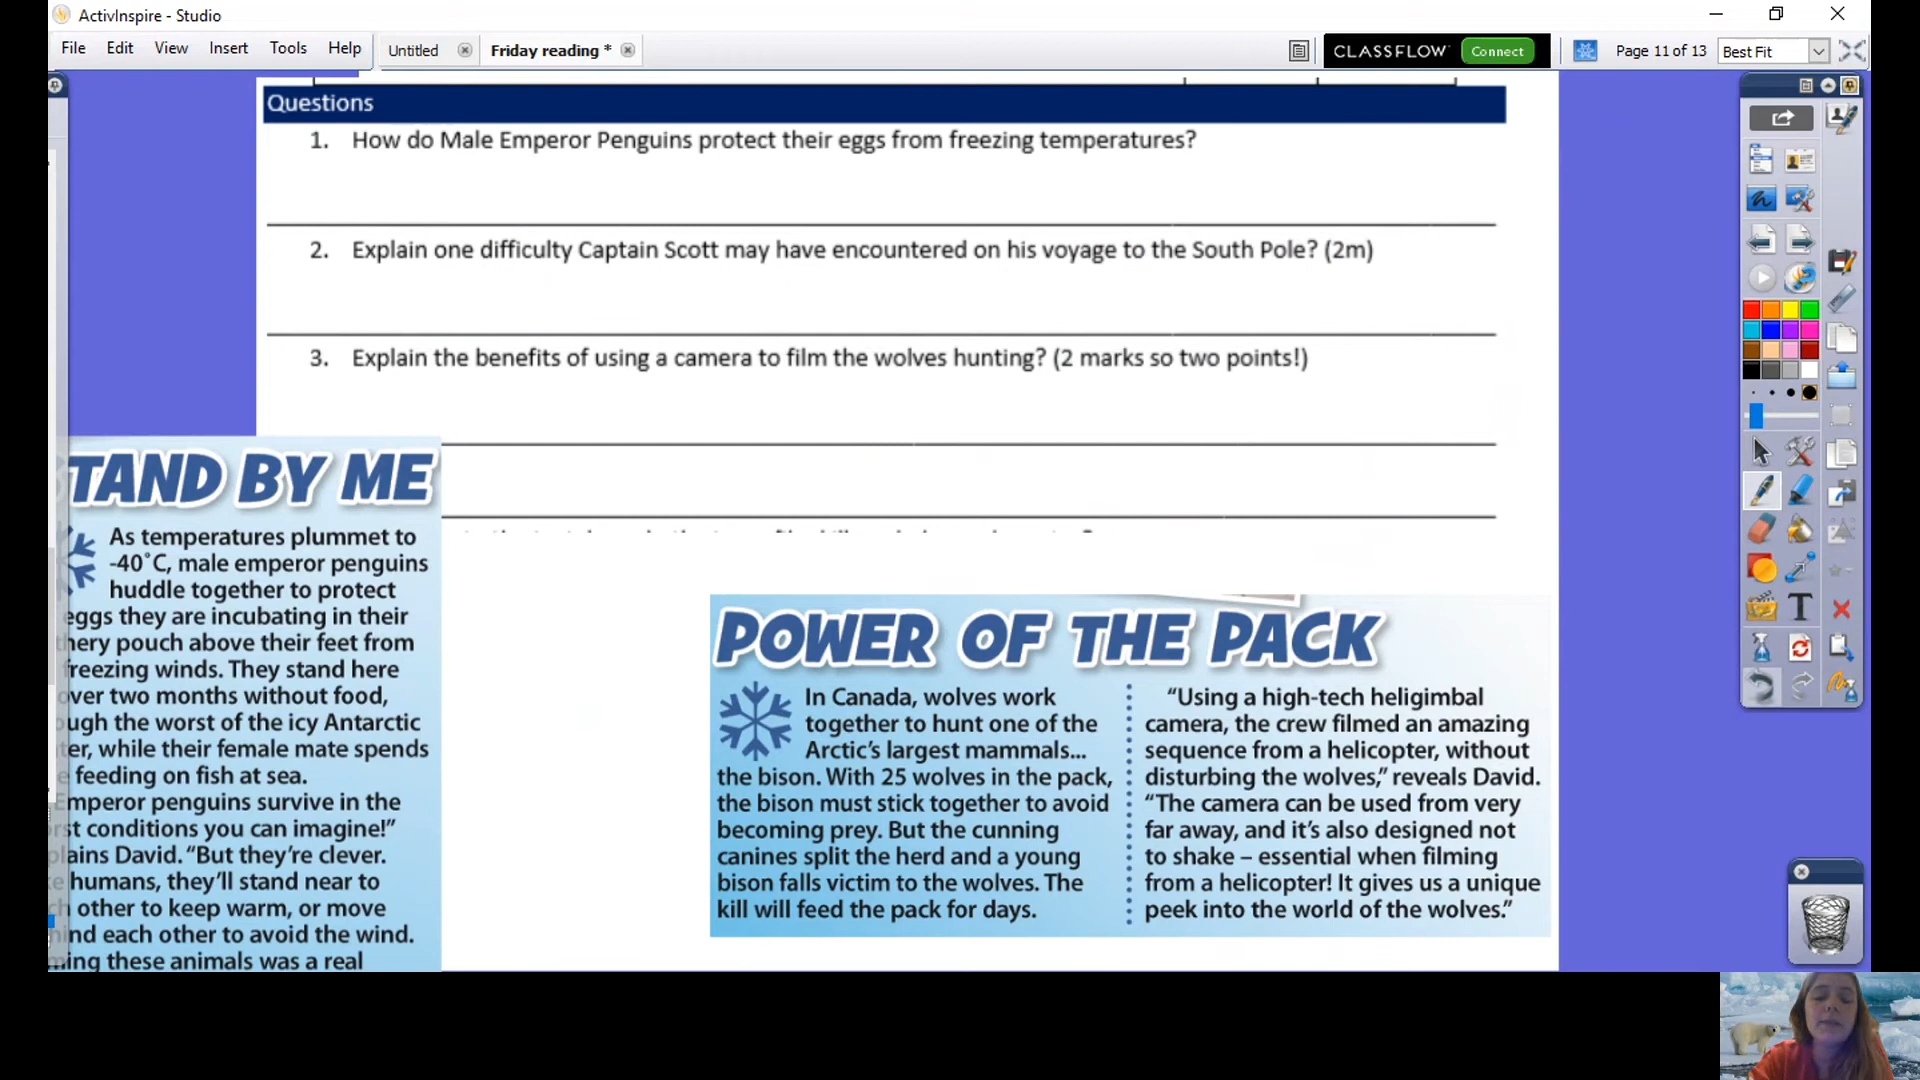 ActivInspire - Studio
File Edit View Insert Tools Help
Untitled
Friday reading *
CLASSFLOW Connect
Page 11 of 13
Best Fit
Questions
1. How do Male Emperor Penguins protect their eggs from freezing temperatures?
2. Explain one difficulty Captain Scott may have encountered on his voyage to the South Pole? (2m)
3. Explain the benefits of using a camera to film the wolves hunting? (2 marks so two points!)
TAND BY ME
As temperatures plummet to
-40˚C, male emperor penguins
huddle together to protect
eggs they are incubating in their
hery pouch above their feet from
freezing winds. They stand here
over two months without food,
ough the worst of the icy Antarctic
ter, while their female mate spends
feeding on fish at sea.
Emperor penguins survive in the
rst conditions you can imagine!”
plains David. “But they’re clever.
humans, they’ll stand near to
other to keep warm, or move
ind each other to avoid the wind.
ming these animals was a real
POWER OF THE PACK
In Canada, wolves work
together to hunt one of the
Arctic’s largest mammals...
the bison. With 25 wolves in the pack,
the bison must stick together to avoid
becoming prey. But the cunning
canines split the herd and a young
bison falls victim to the wolves. The
kill will feed the pack for days.
“Using a high-tech heligimbal
camera, the crew filmed an amazing
sequence from a helicopter, without
disturbing the wolves,” reveals David.
“The camera can be used from very
far away, and it’s also designed not
to shake – essential when filming
from a helicopter! It gives us a unique
peek into the world of the wolves.”